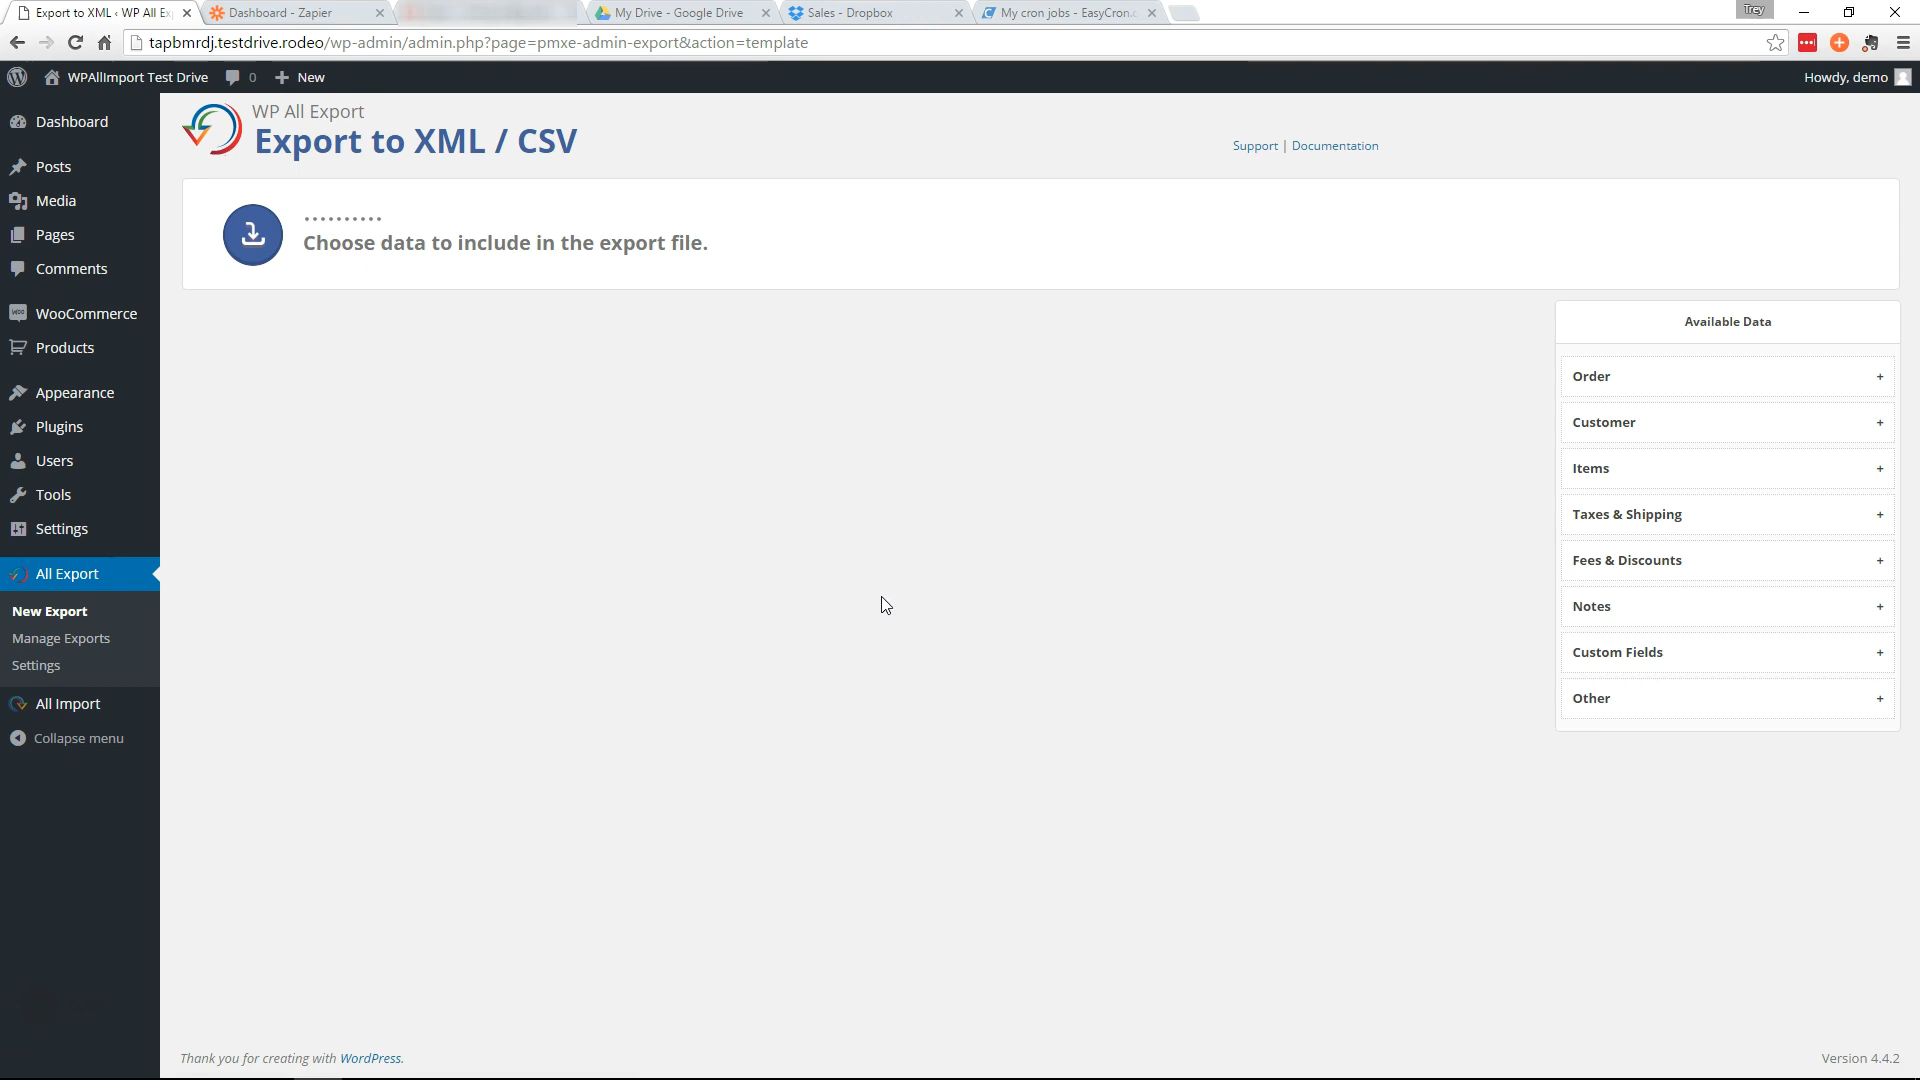 Export to XML ‹ WP All Ex
Dashboard - Zapier
My Drive - Google Drive
Sales - Dropbox
My cron jobs - EasyCron.c
Trey
tapbmrdj.testdrive.rodeo/wp-admin/admin.php?page=pmxe-admin-export&action=template
WPAllImport Test Drive
0
New
Howdy, demo
Dashboard
Posts
Media
Pages
Comments
WooCommerce
Products
Appearance
Plugins
Users
Tools
Settings
All Export
New Export
Manage Exports
Settings
All Import
Collapse menu
WP All Export
Export to XML / CSV
Support | Documentation
Choose data to include in the export file.
Available Data
Order +
Customer +
Items +
Taxes & Shipping +
Fees & Discounts +
Notes +
Custom Fields +
Other +
Thank you for creating with WordPress.
Version 4.4.2